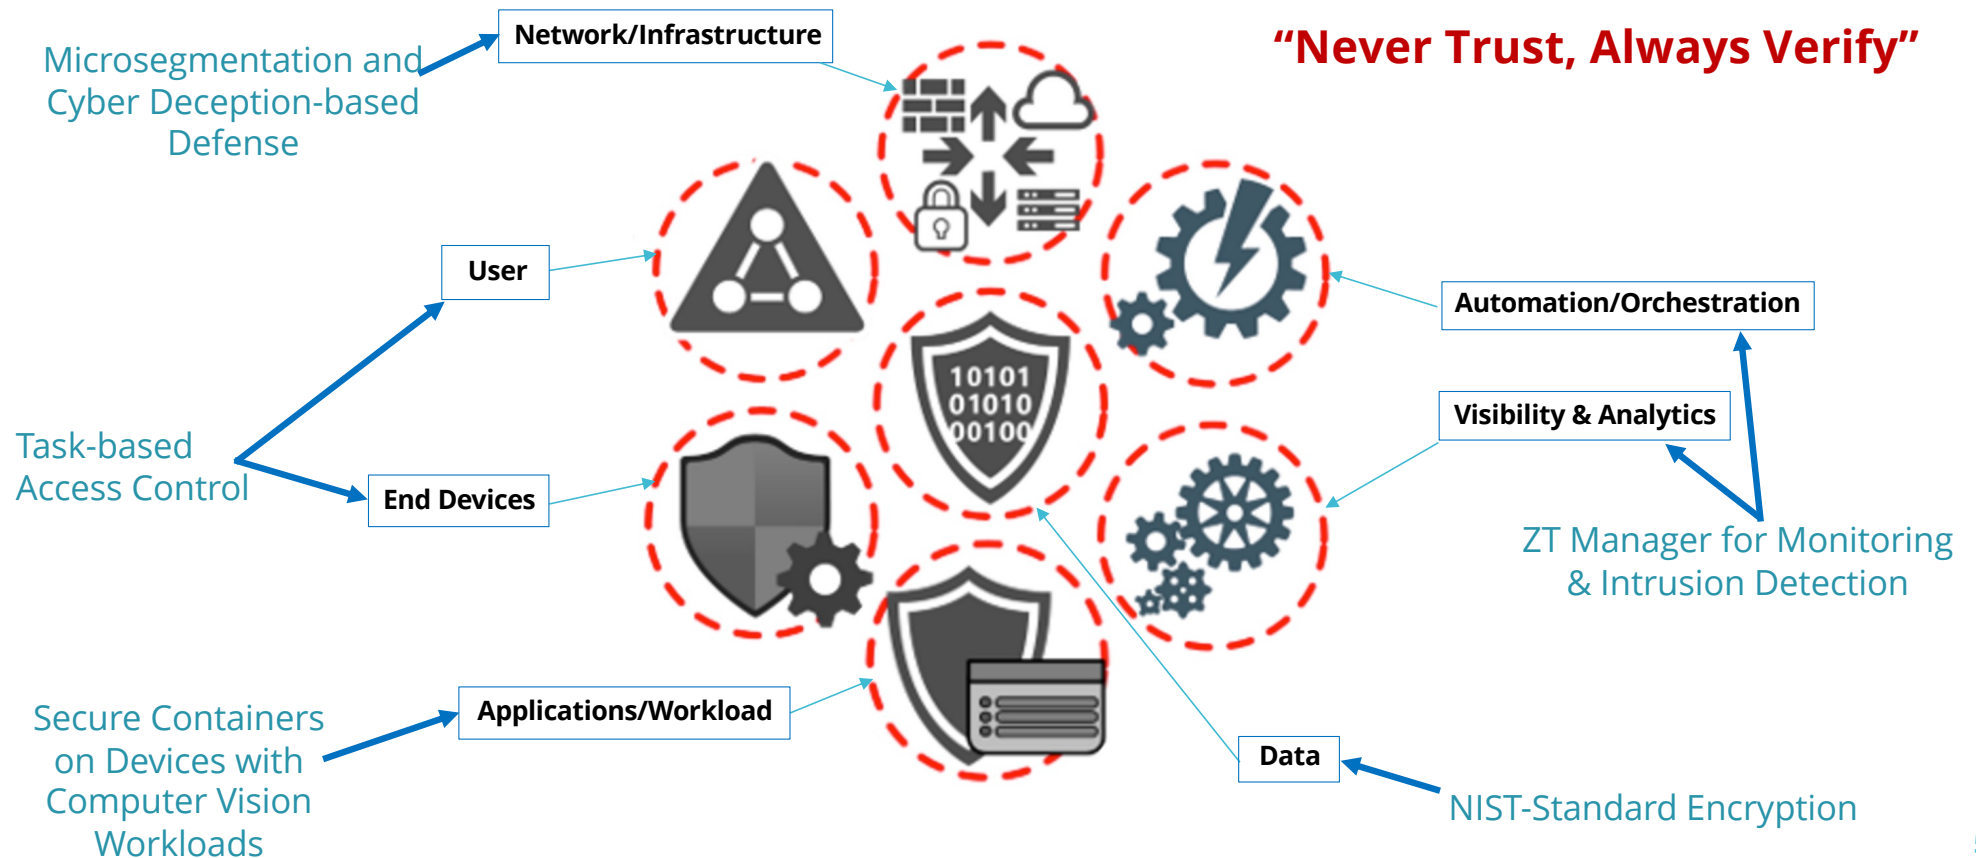 “Never Trust, Always Verify”
Network/Infrastructure
Microsegmentation and
Cyber Deception-based
Defense
User
Automation/Orchestration
10101
01010
00100
Visibility & Analytics
Task-based
Access Control
End Devices
ZT Manager for Monitoring
& Intrusion Detection
Applications/Workload
Secure Containers
on Devices with
Computer Vision
Workloads
Data
NIST-Standard Encryption